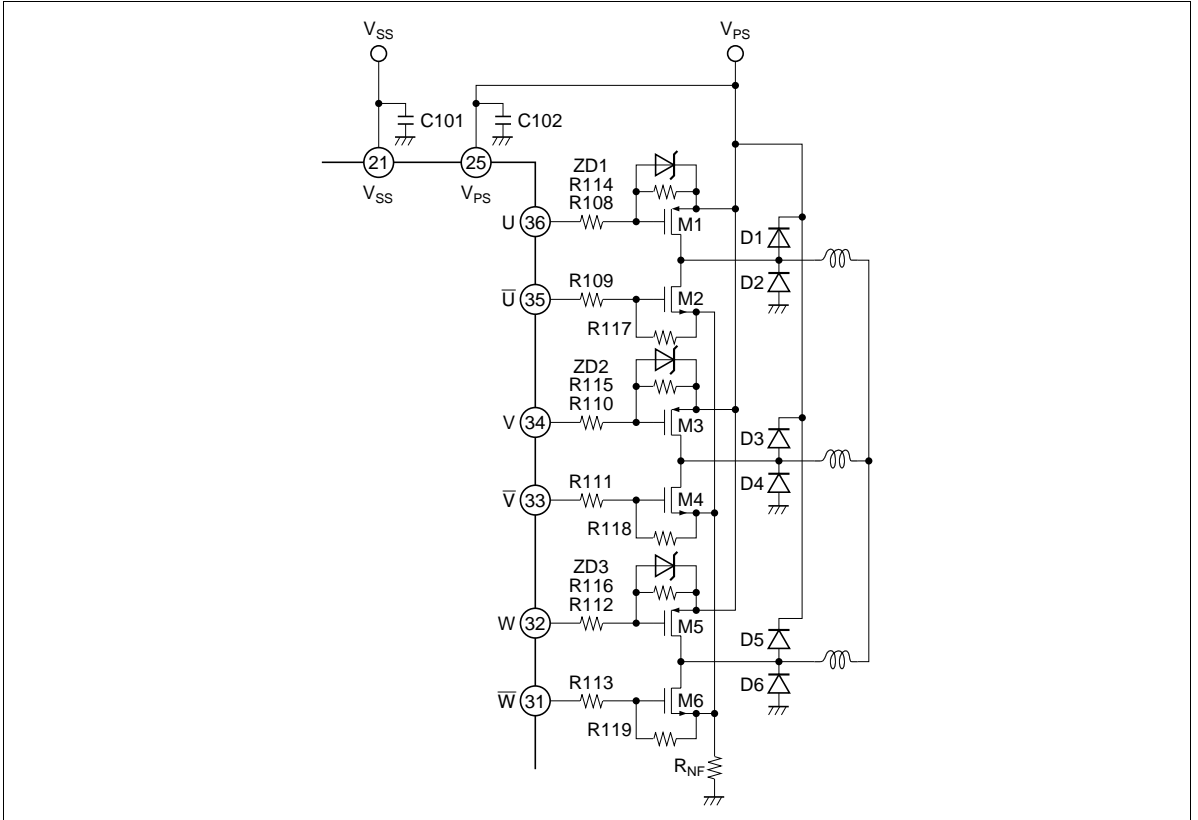 VSS
VPS
C101
C102
21
25
VSS
VPS
ZD1
R114
R108
U 36
M1
D1
D2
R109
U̅ 35
M2
R117
ZD2
R115
R110
V 34
M3
D3
D4
R111
V̅ 33
M4
R118
ZD3
R116
R112
W 32
M5
D5
D6
R113
W̅ 31
M6
R119
RNF